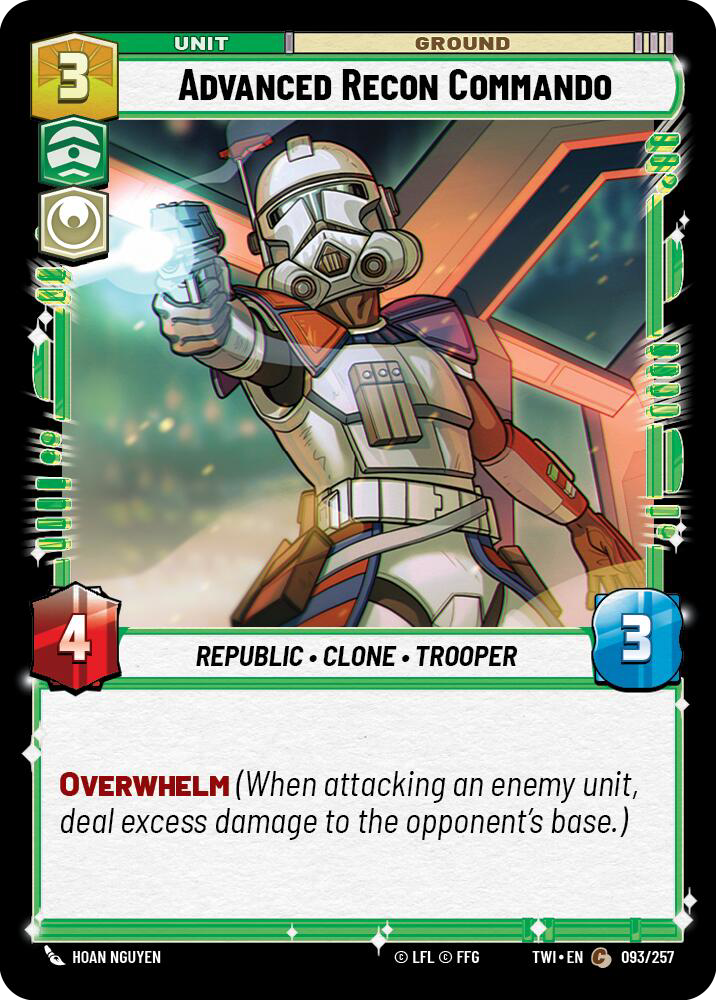 UNIT GROUND
3
ADVANCED RECON COMMANDO
4
REPUBLIC • CLONE • TROOPER
3
OVERWHELM (When attacking an enemy unit,
deal excess damage to the opponent's base.)
HOAN NGUYEN © LFL © FFG TWI • EN C 093/257